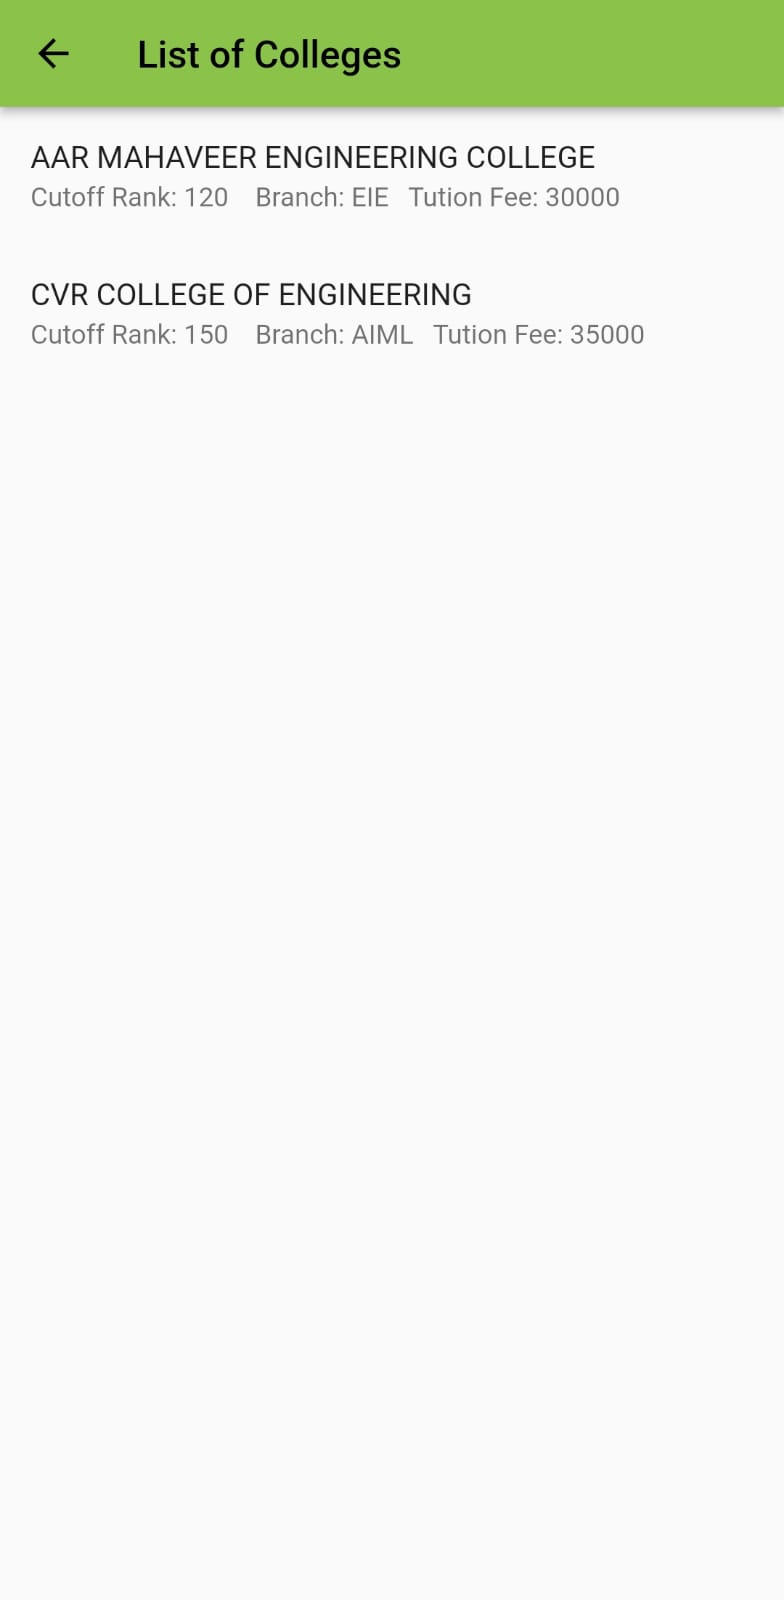 List of Colleges
AAR MAHAVEER ENGINEERING COLLEGE
Cutoff Rank: 120 Branch: EIE Tution Fee: 30000
CVR COLLEGE OF ENGINEERING
Cutoff Rank: 150 Branch: AIML Tution Fee: 35000